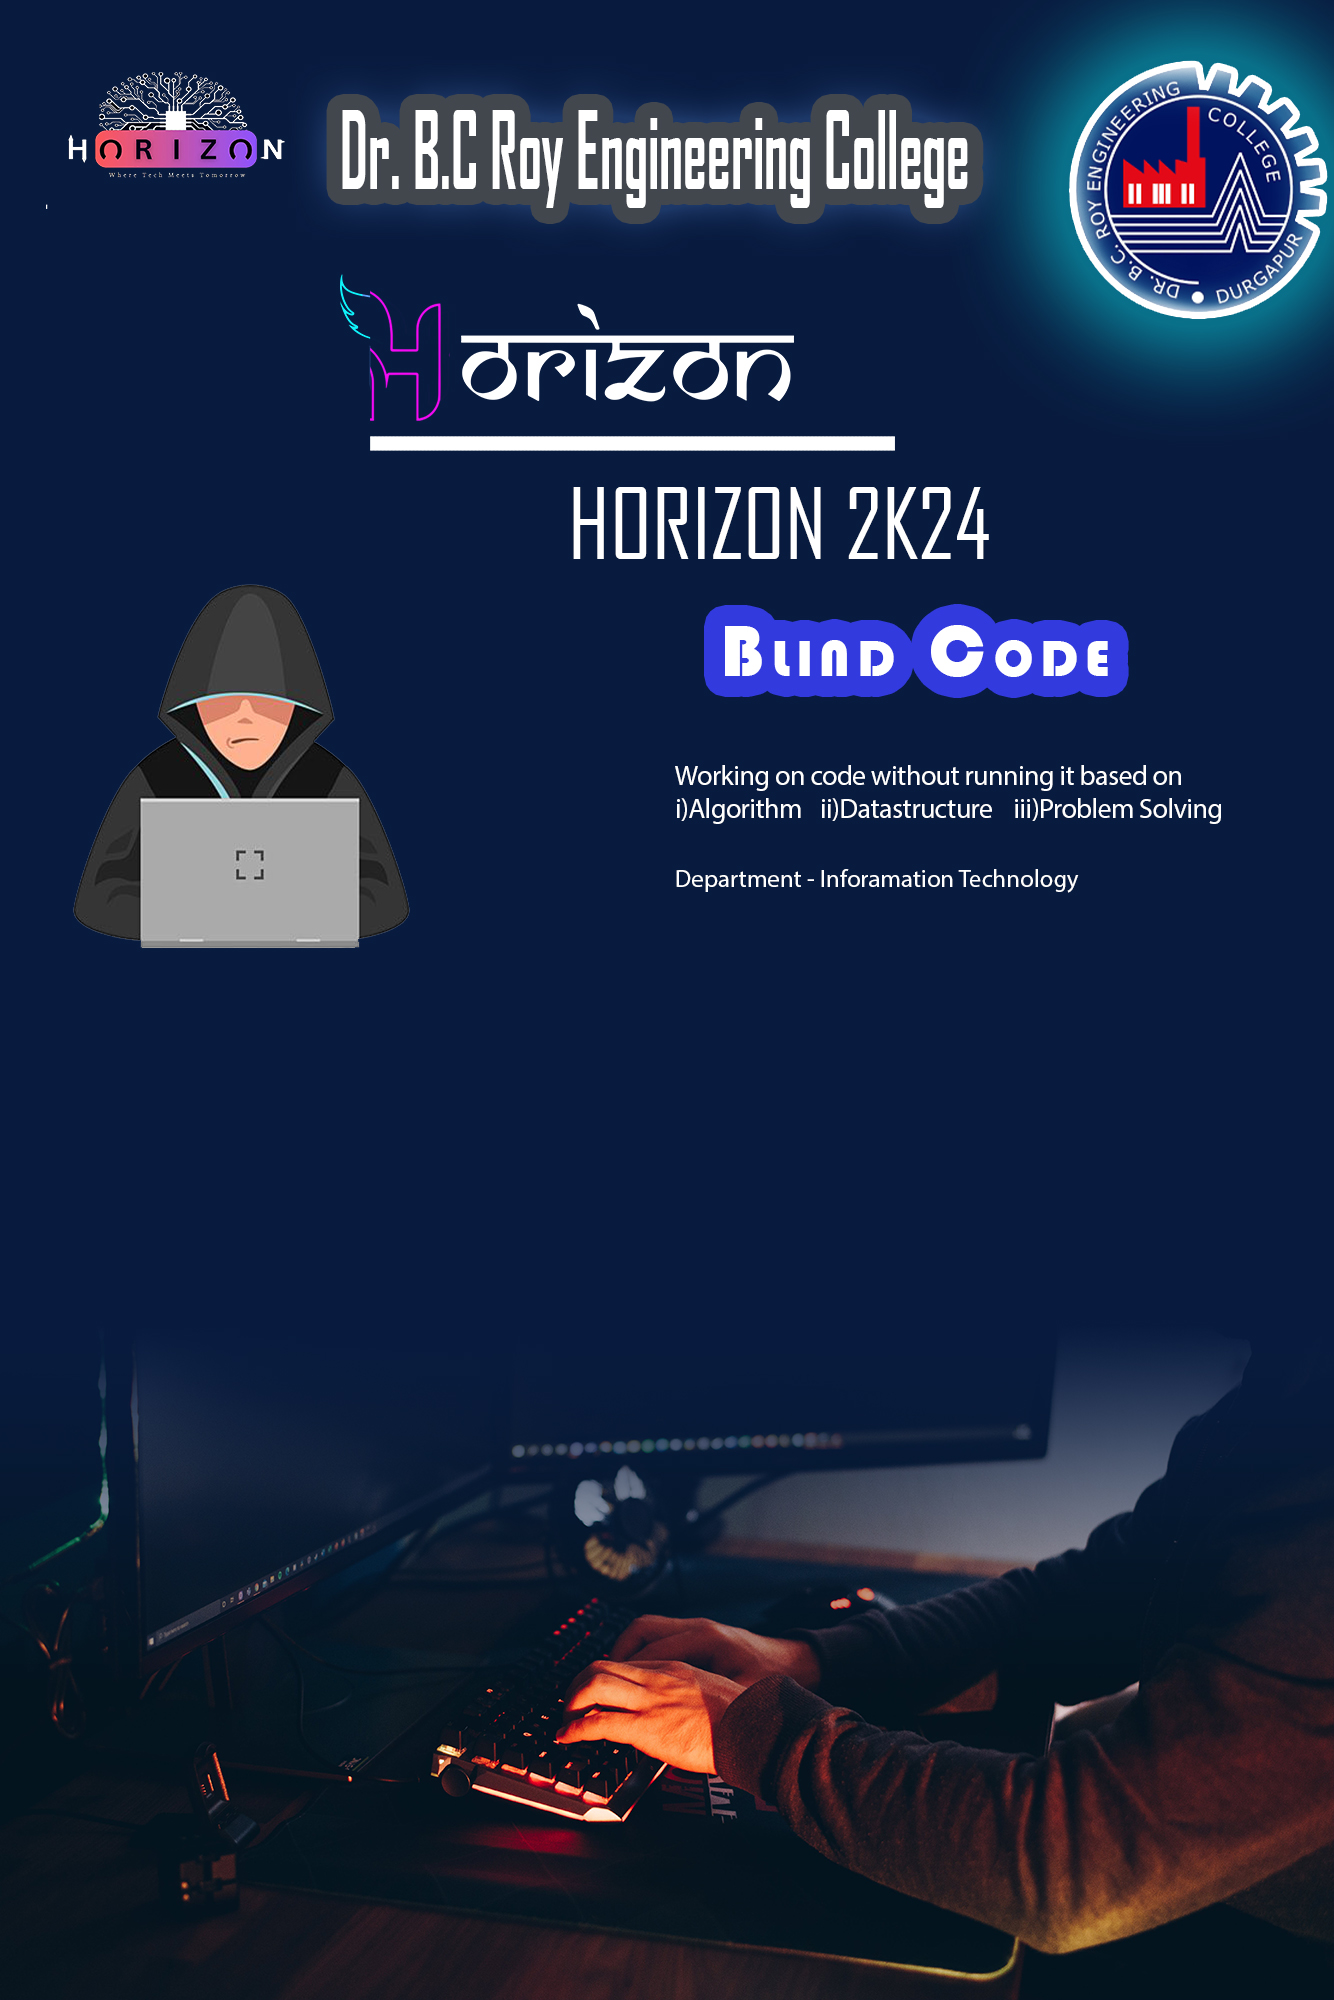 HORIZON
Where Tech Meets Tomorrow
Dr. B.C Roy Engineering College
DR. B.C. ROY ENGINEERING COLLEGE
DURGAPUR
Horizon
HORIZON 2K24
BLIND CODE
Working on code without running it based on
i)Algorithm ii)Datastructure iii)Problem Solving
Department - Inforamation Technology